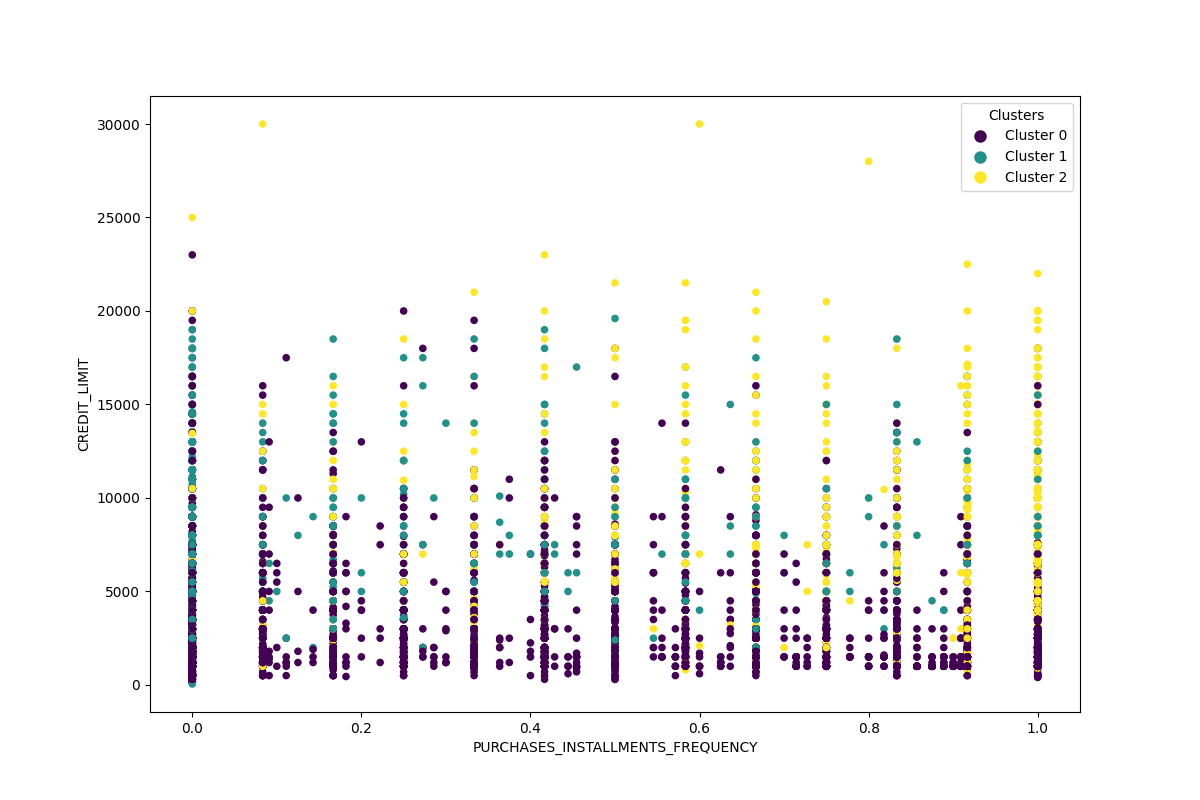 Clusters
Cluster 0
Cluster 1
Cluster 2
30000
25000
20000
15000
10000
5000
0
CREDIT_LIMIT
0.0 0.2 0.4 0.6 0.8 1.0
PURCHASES_INSTALLMENTS_FREQUENCY